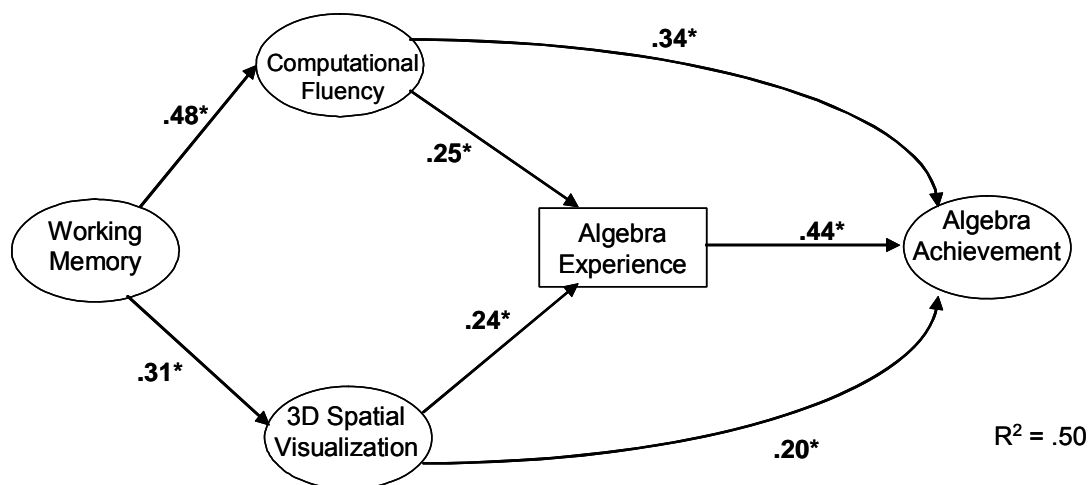 Computational
Fluency
.34*
.48*
.25*
Working
Memory
Algebra
Experience
.44*
Algebra
Achievement
.24*
.31*
3D Spatial
Visualization
.20*
R² = .50